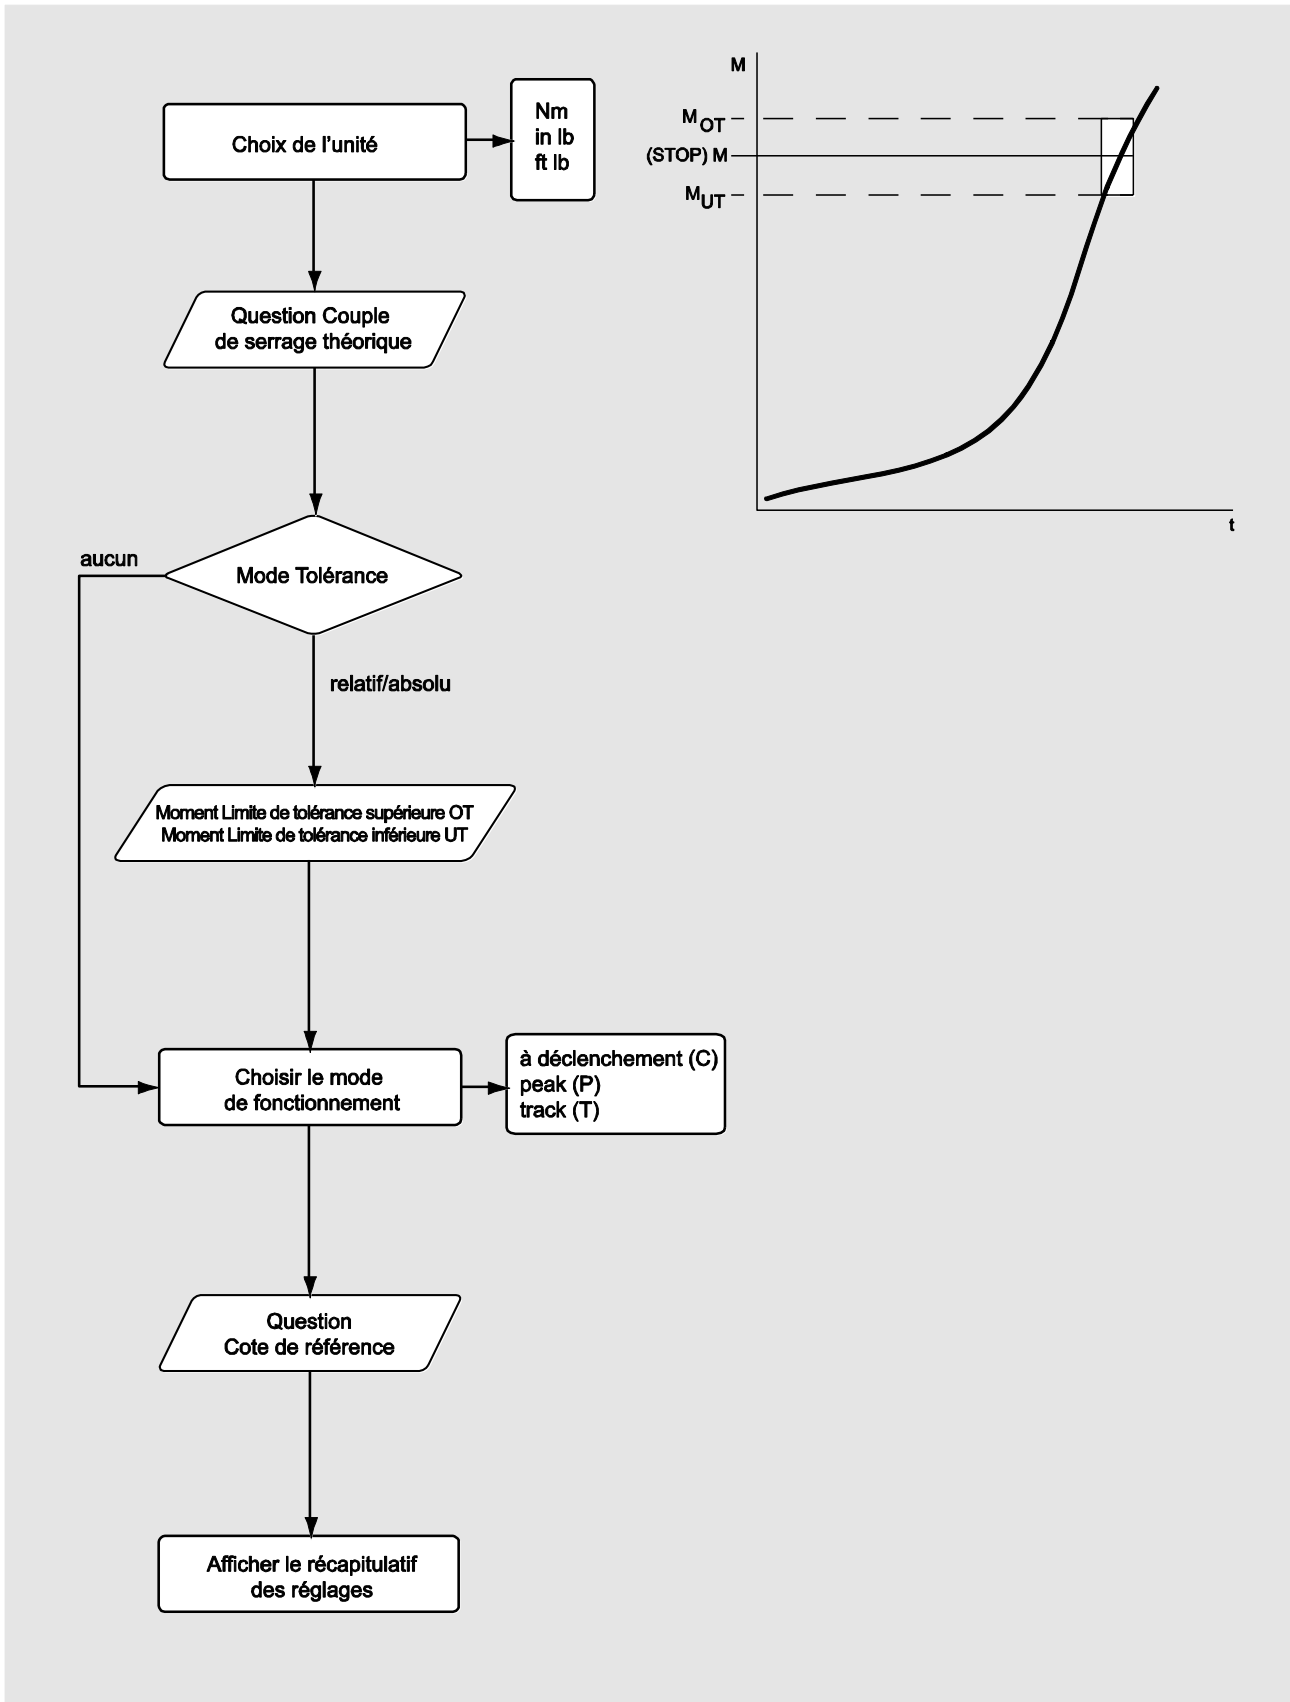 Choix de l'unité
Nm
in lb
ft lb
Question Couple
de serrage théorique
aucun
Mode Tolérance
relatif/absolu
Moment Limite de tolérance supérieure OT
Moment Limite de tolérance inférieure UT
Choisir le mode
de fonctionnement
à déclenchement (C)
peak (P)
track (T)
Question
Cote de référence
Afficher le récapitulatif
des réglages
M
M OT
(STOP) M
M UT
t